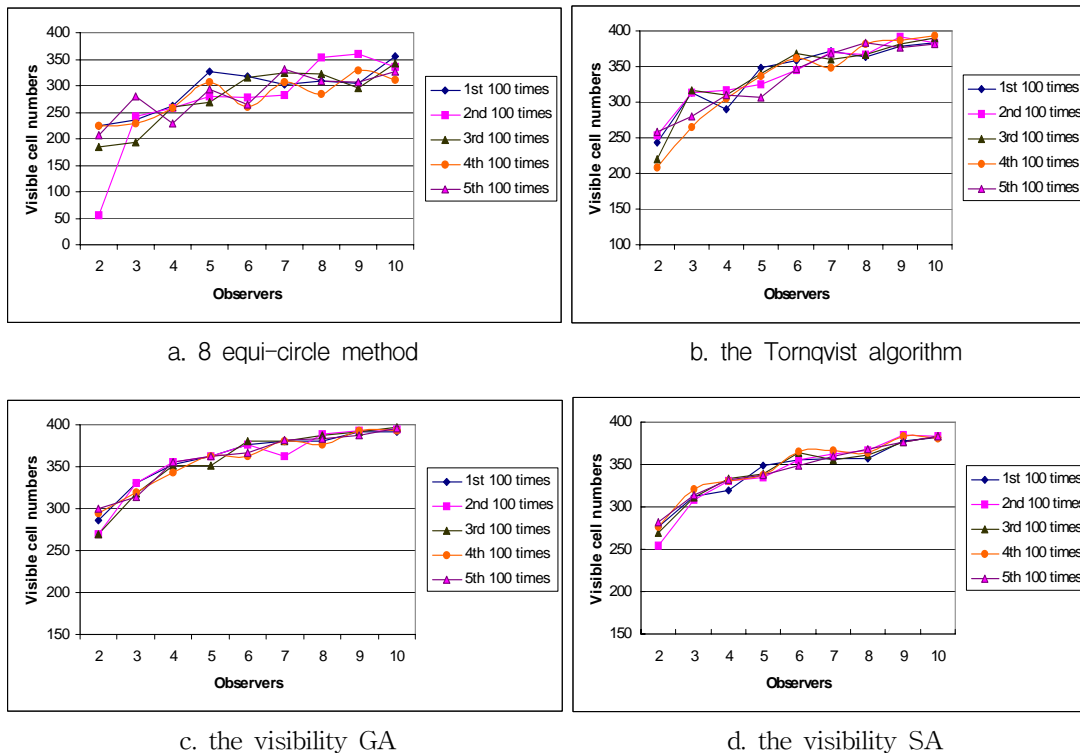 400
350
300
250
200
150
100
50
0
Visible cell numbers
2 3 4 5 6 7 8 9 10
Observers
1st 100 times
2nd 100 times
3rd 100 times
4th 100 times
5th 100 times
a. 8 equi-circle method
400
350
300
250
200
150
100
Visible cell numbers
2 3 4 5 6 7 8 9 10
Observers
1st 100 times
2nd 100 times
3rd 100 times
4th 100 times
5th 100 times
b. the Tornqvist algorithm
400
350
300
250
200
150
Visible cell numbers
2 3 4 5 6 7 8 9 10
Observers
1st 100 times
2nd 100 times
3rd 100 times
4th 100 times
5th 100 times
c. the visibility GA
400
350
300
250
200
150
Visible cell numbers
2 3 4 5 6 7 8 9 10
Observers
1st 100 times
2nd 100 times
3rd 100 times
4th 100 times
5th 100 times
d. the visibility SA